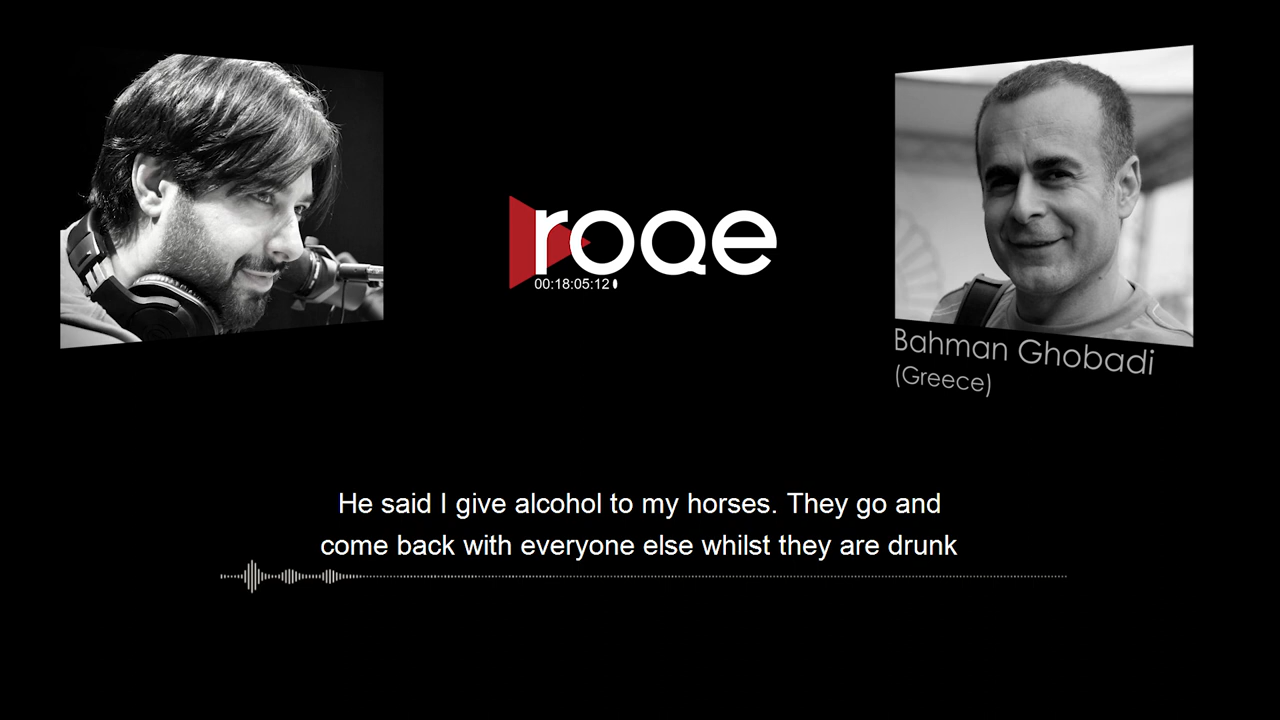 roqe
00:18:05:12
Bahman Ghobadi
(Greece)
He said I give alcohol to my horses. They go and
come back with everyone else whilst they are drunk